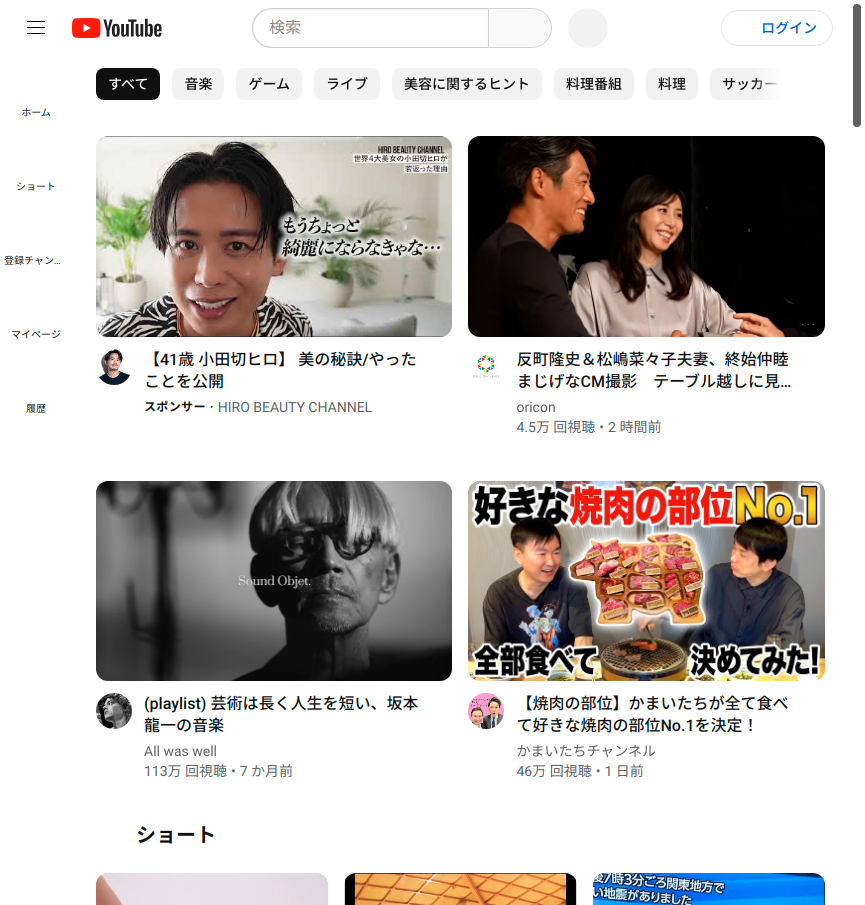 YouTube
検索
ログイン
すべて
音楽
ゲーム
ライブ
美容に関するヒント
料理番組
料理
サッカー
ホーム
ショート
登録チャン...
マイページ
履歴
HIRO BEAUTY CHANNEL
世界4大美女の小田切ヒロが
若返った理由
もうちょっと
綺麗にならなきゃな…
【41歳 小田切ヒロ】 美の秘訣/やった
ことを公開
スポンサー・HIRO BEAUTY CHANNEL
反町隆史＆松嶋菜々子夫妻、終始仲睦
まじげなCM撮影　テーブル越しに見...
oricon
4.5万 回視聴・2 時間前
Sound Objet.
(playlist) 芸術は長く人生を短い、坂本
龍一の音楽
All was well
113万 回視聴・7 か月前
好きな焼肉の部位No.1
全部食べて 決めてみた!
【焼肉の部位】かまいたちが全て食べ
て好きな焼肉の部位No.1を決定！
かまいたちチャンネル
46万 回視聴・1 日前
ショート
後7時3分ごろ関東地方で
い地震がありました